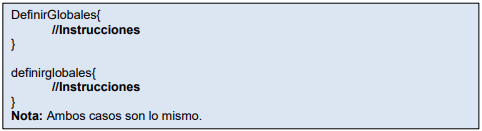 DefinirGlobales{
//Instrucciones
}
definirglobales{
//Instrucciones
}
Nota: Ambos casos son lo mismo.